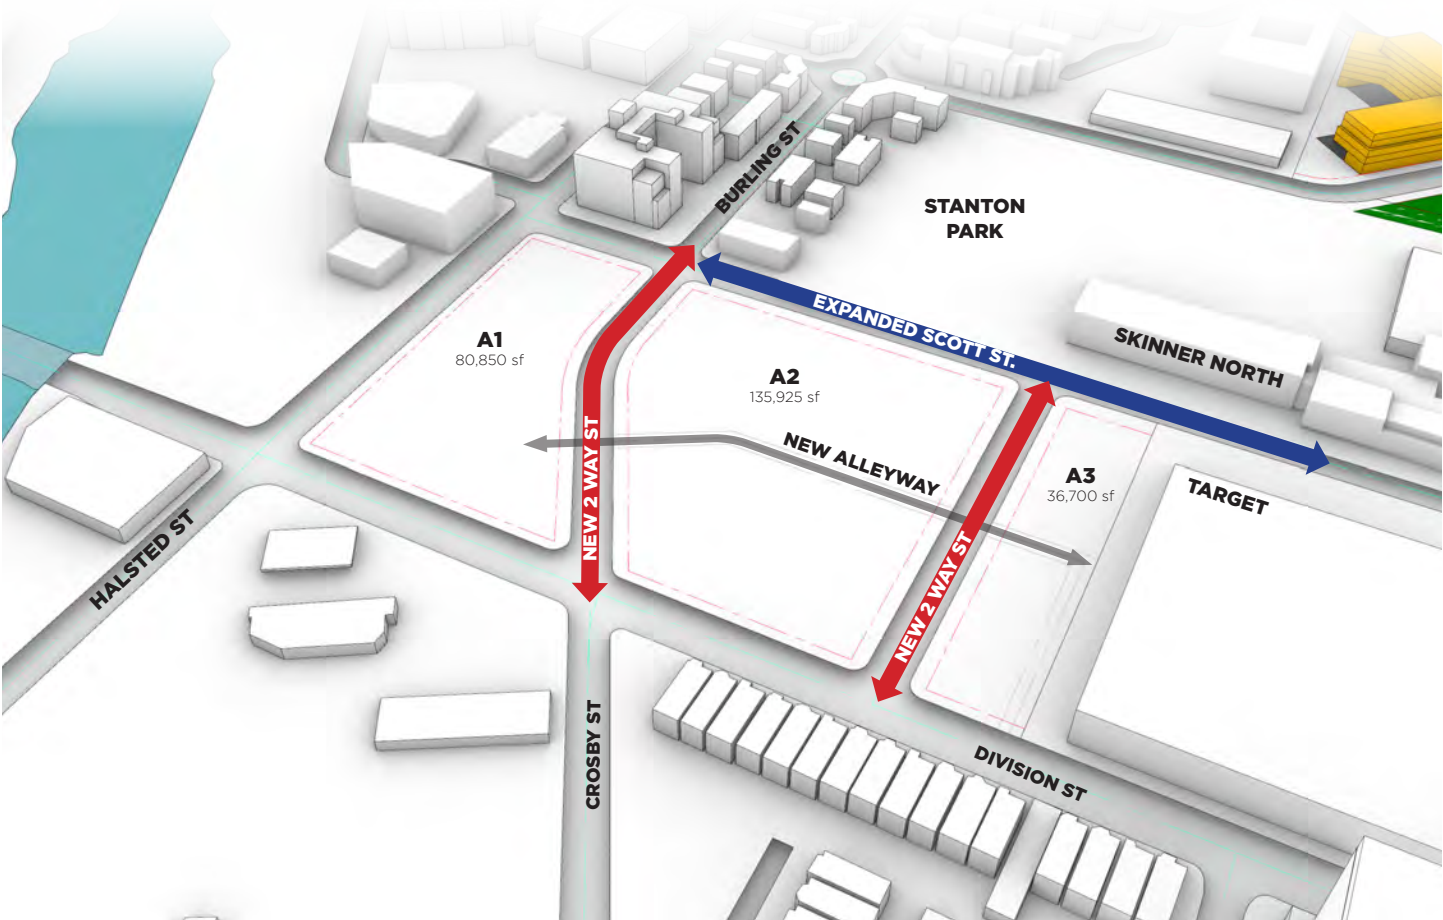 BURLING ST
STANTON
PARK
EXPANDED SCOTT ST.
SKINNER NORTH
A1
80,850 sf
A2
135,925 sf
NEW 2 WAY ST
NEW ALLEYWAY
A3
36,700 sf
TARGET
HALSTED ST
NEW 2 WAY ST
CROSBY ST
DIVISION ST